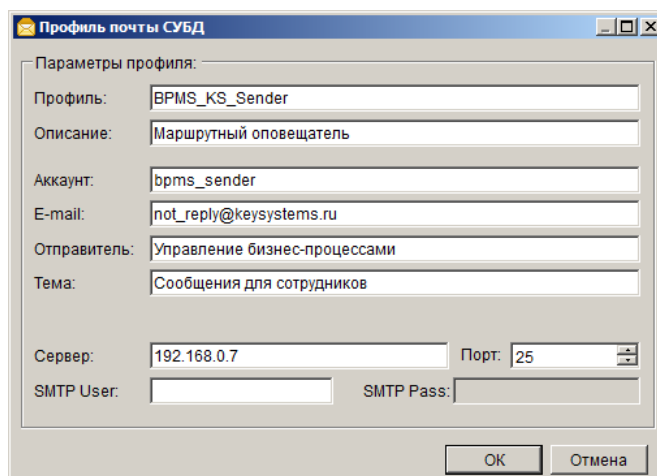 Профиль почты СУБД
Параметры профиля:
Профиль: BPMS_KS_Sender
Описание: Маршрутный оповещатель
Аккаунт: bpms_sender
E-mail: not_reply@keysystems.ru
Отправитель: Управление бизнес-процессами
Тема: Сообщения для сотрудников
Сервер: 192.168.0.7 Порт: 25
SMTP User: SMTP Pass:
ОК Отмена